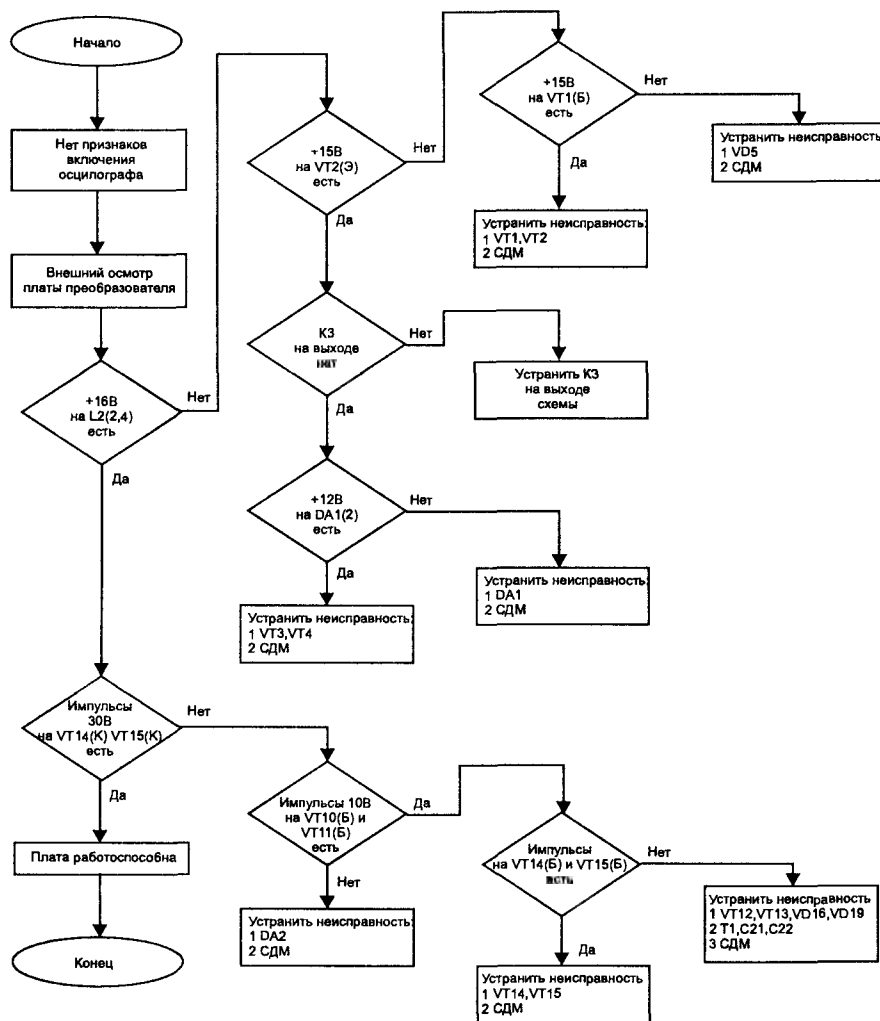 Начало
Нет признаков
включения
осцилографа
Внешний осмотр
платы преобразователя
+16В
на L2(2,4)
есть
Нет
Да
+15В
на VT2(Э)
есть
Нет
Да
+15В
на VT1(Б)
есть
Нет
Да
Устранить неисправность
1 VD5
2 СДМ
Устранить неисправность:
1 VT1,VT2
2 СДМ
КЗ
на выходе
нет
Нет
Да
Устранить КЗ
на выходе
схемы
+12В
на DA1(2)
есть
Нет
Да
Устранить неисправность:
1 DA1
2 СДМ
Устранить неисправность:
1 VT3,VT4
2 СДМ
Импульсы
30В
на VT14(К) VT15(К)
есть
Нет
Да
Плата работоспособна
Конец
Импульсы 10В
на VT10(Б) и
VT11(Б)
есть
Да
Нет
Устранить неисправность:
1 DA2
2 СДМ
Импульсы
на VT14(Б) и VT15(Б)
есть
Нет
Да
Устранить неисправность
1 VT12,VT13,VD16,VD19
2 T1,C21,C22
3 СДМ
Устранить неисправность
1 VT14,VT15
2 СДМ